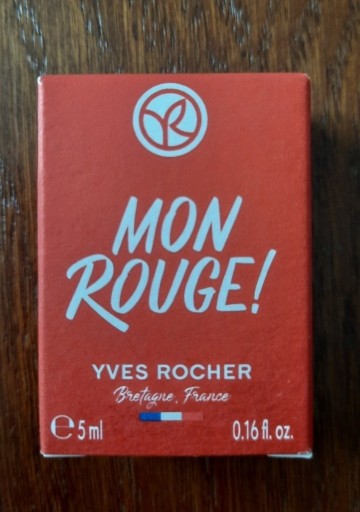 MON
ROUGE!
YVES ROCHER
Bretagne, France
℮ 5 ml 0.16 fl. oz.